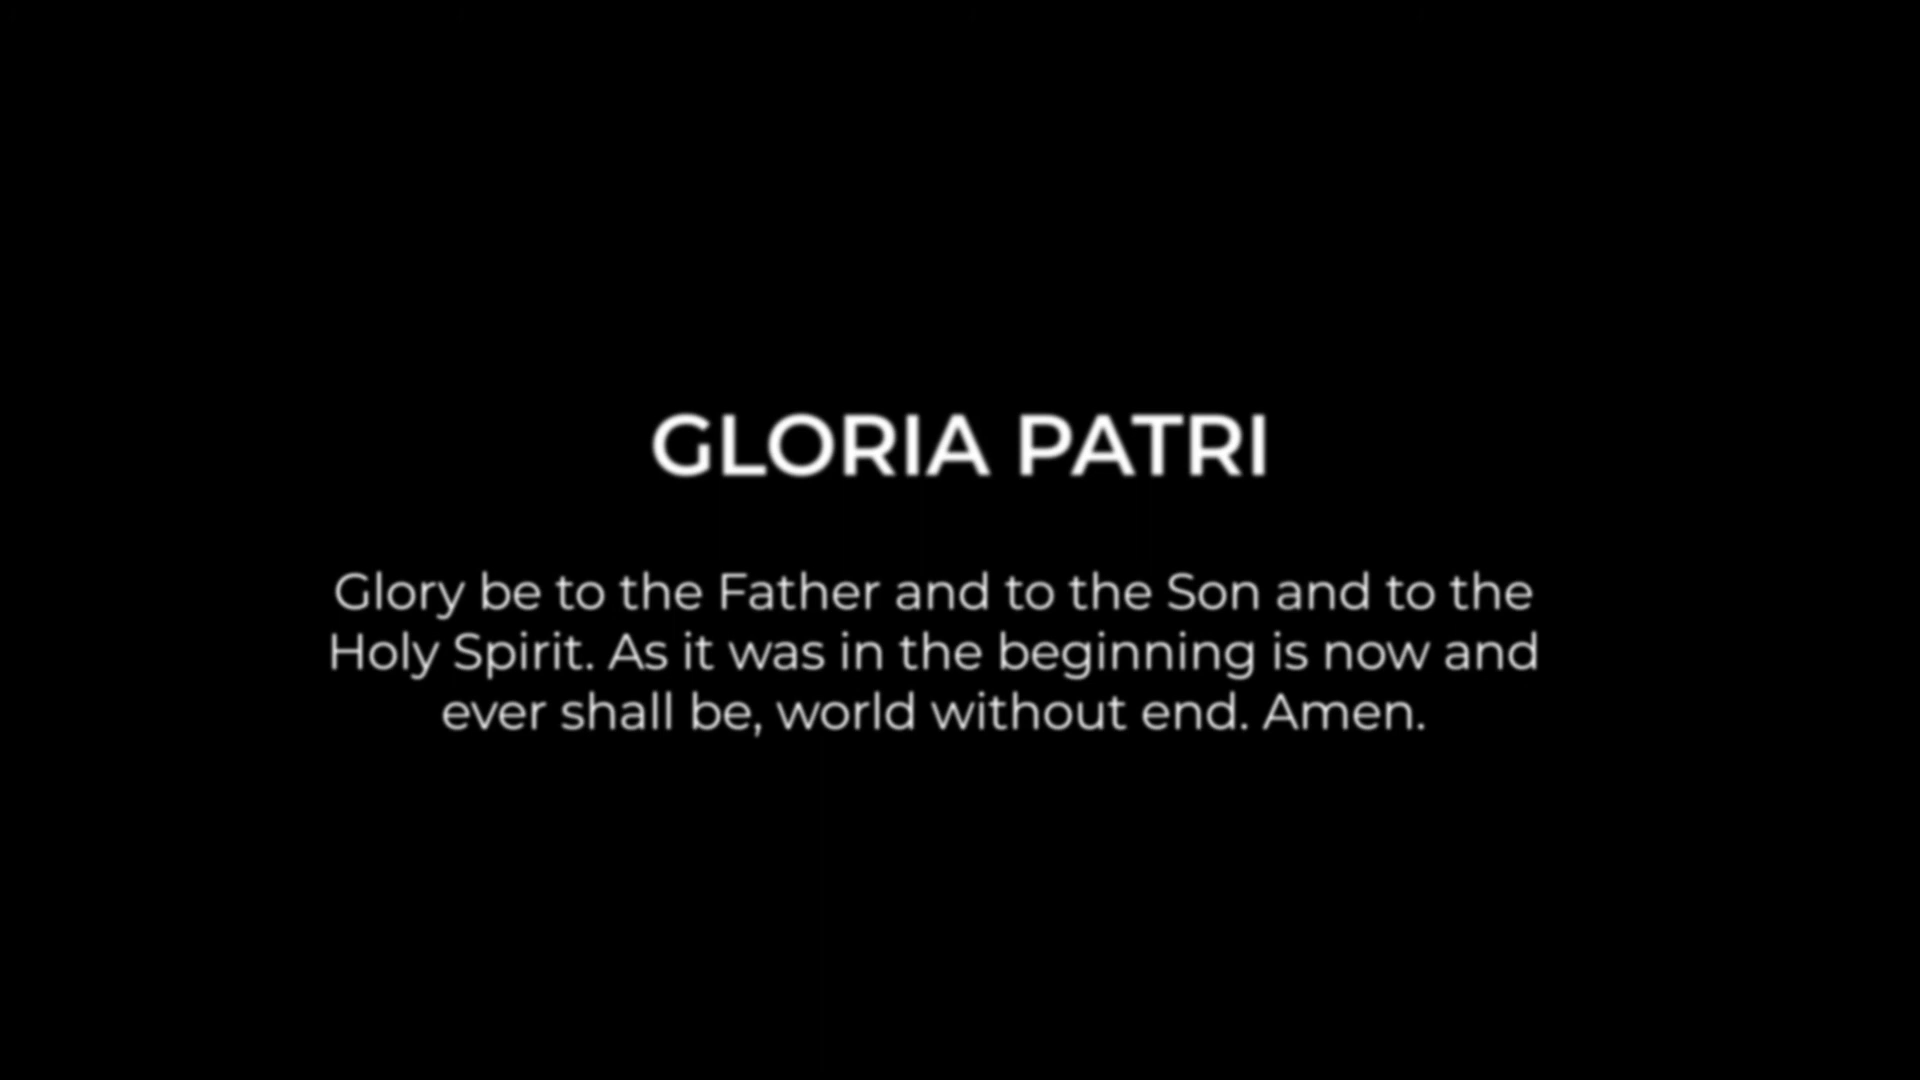 GLORIA PATRI
Glory be to the Father and to the Son and to the
Holy Spirit. As it was in the beginning is now and
ever shall be, world without end. Amen.